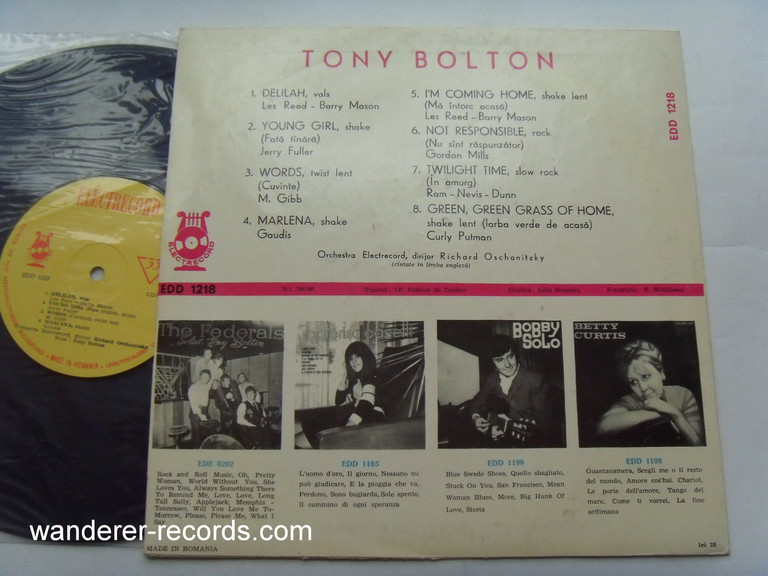 TONY BOLTON
1. DELILAH, vals
Les Reed - Barry Mason
2. YOUNG GIRL, shake
(Fată tînără)
Jerry Fuller
3. WORDS, twist lent
(Cuvinte)
M. Gibb
4. MARLENA, shake
Gaudis
5. I'M COMING HOME, shake lent
(Mă întorc acasă)
Les Reed - Barry Mason
6. NOT RESPONSIBLE, rock
(Nu sînt răspunzător)
Gordon Mills
7. TWILIGHT TIME, slow rock
(În amurg)
Ram - Nevis - Dunn
8. GREEN, GREEN GRASS OF HOME,
shake lent (Iarba verde de acasă)
Curly Putman
Orchestra Electrecord, dirijor Richard Oschanitzky
(cîntate în limba engleză)
EDD 1218
ELECTRECORD
EDD 1218
ELECTRECORD
33
The Federals
BOBBY
SOLO
BETTY
CURTIS
EDE 0262
Rock and Roll Music, Oh, Pretty
Woman, World Without You, She
Loves You, Always Something There
To Remind Me, Love, Love, Long
Tall Sally, Applejack, Memphis -
Tennessee, Will You Love Me To-
Morrow, Please, Please Me, What I
Say
EDD 1165
L'uomo d'oro, Il giorno, Nessuno mi
può giudicare, E la pioggia che va,
Perdono, Sono bugiarda, Sole spento,
Il cammino di ogni speranza
EDD 1199
Blue Swede Shoes, Quello sbagliato,
Stuck On You, San Francisco, Mean
Woman Blues, More, Big Hunk Of
Love, Siesta
EDD 1198
Guantanamera, Scegli me o il resto
del mondo, Amore cos'hai. Chariot,
Le porte dell'amore, Tango del
mare, Come ti vorrei, La fine
settimana
MADE IN ROMANIA
wanderer-records.com